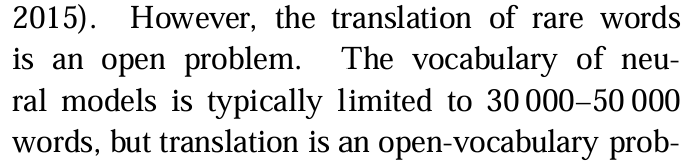 2015). However, the translation of rare words
is an open problem. The vocabulary of neu-
ral models is typically limited to 30 000–50 000
words, but translation is an open-vocabulary prob-